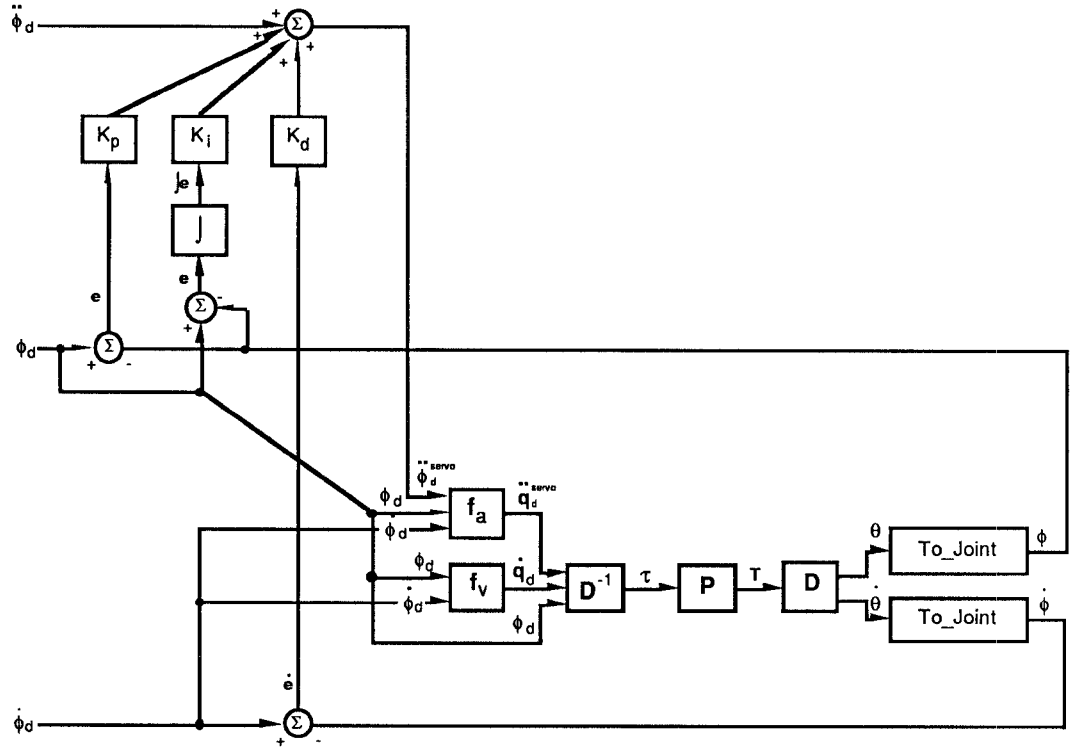 ϕ̈d
+
Σ
+
+
+
Kp
Ki
Kd
∫e
∫
e
e
Σ
-
+
ϕd
Σ
+
-
ϕ̈d servo
ϕd
fa
q̈d servo
ϕ̇d
θ
To_Joint
ϕ
ϕd
fv
q̇d
D⁻¹
τ
P
T
D
ϕ̇d
θ̇
To_Joint
ϕ̇
ϕd
ė
ϕ̇d
Σ
+
-